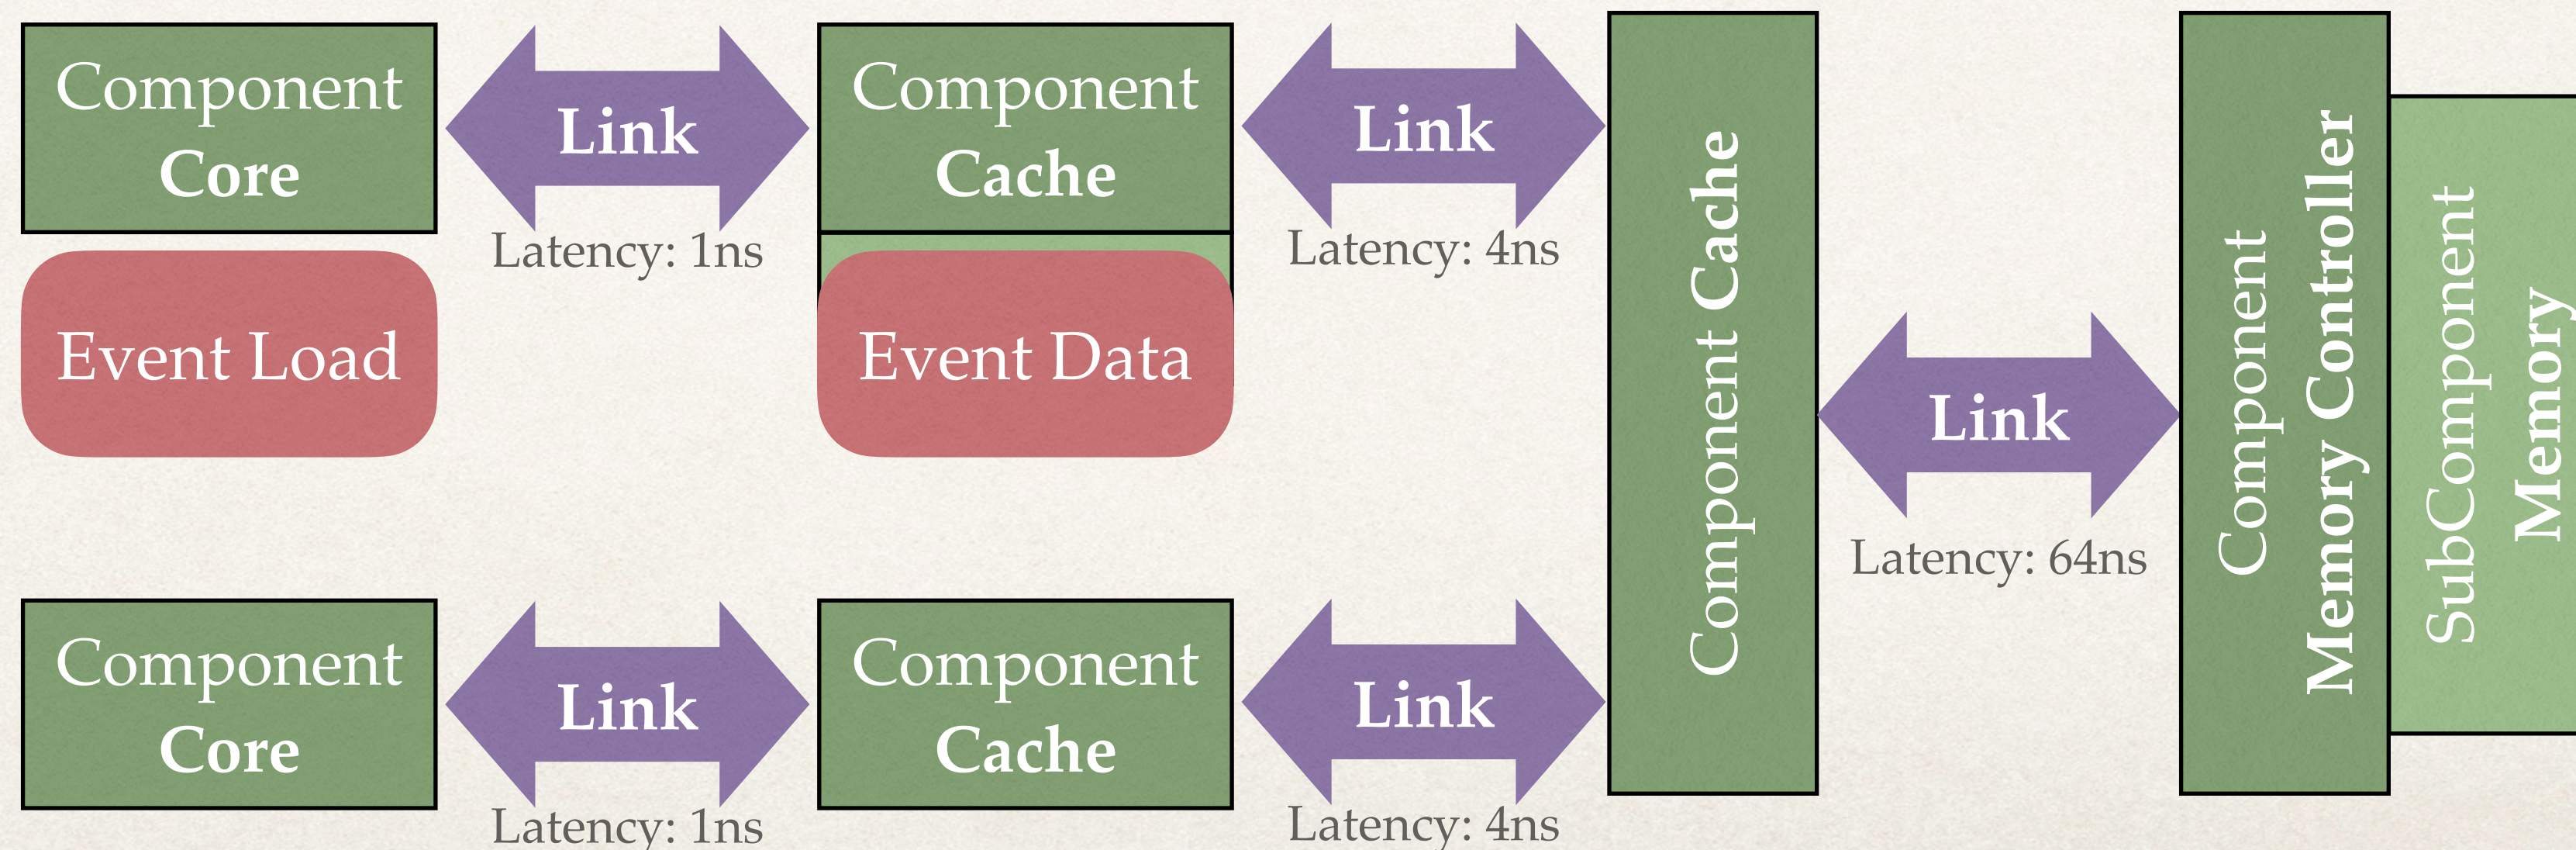 Component
Core
Link
Latency: 1ns
Component
Cache
Link
Latency: 4ns
Event Load
Event Data
Component Cache
Link
Latency: 64ns
Component
Memory Controller
SubComponent
Memory
Component
Core
Link
Latency: 1ns
Component
Cache
Link
Latency: 4ns